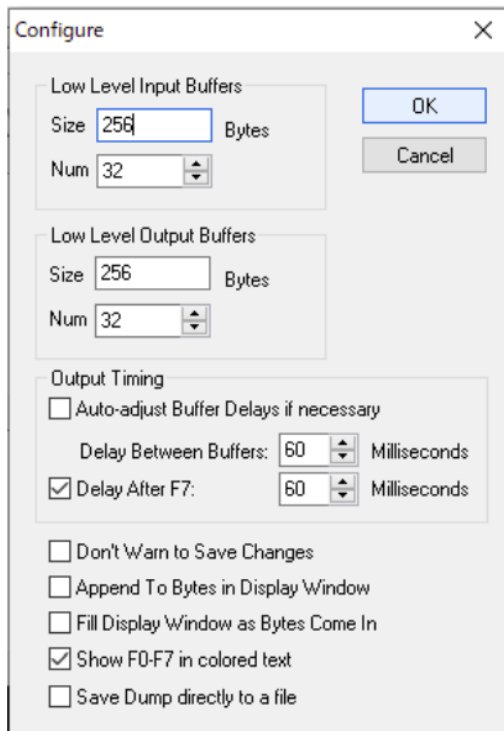 Configure
Low Level Input Buffers
OK
Size 256 Bytes
Cancel
Num 32
Low Level Output Buffers
Size 256 Bytes
Num 32
Output Timing
Auto-adjust Buffer Delays if necessary
Delay Between Buffers: 60 Milliseconds
Delay After F7: 60 Milliseconds
Don't Warn to Save Changes
Append To Bytes in Display Window
Fill Display Window as Bytes Come In
Show F0-F7 in colored text
Save Dump directly to a file